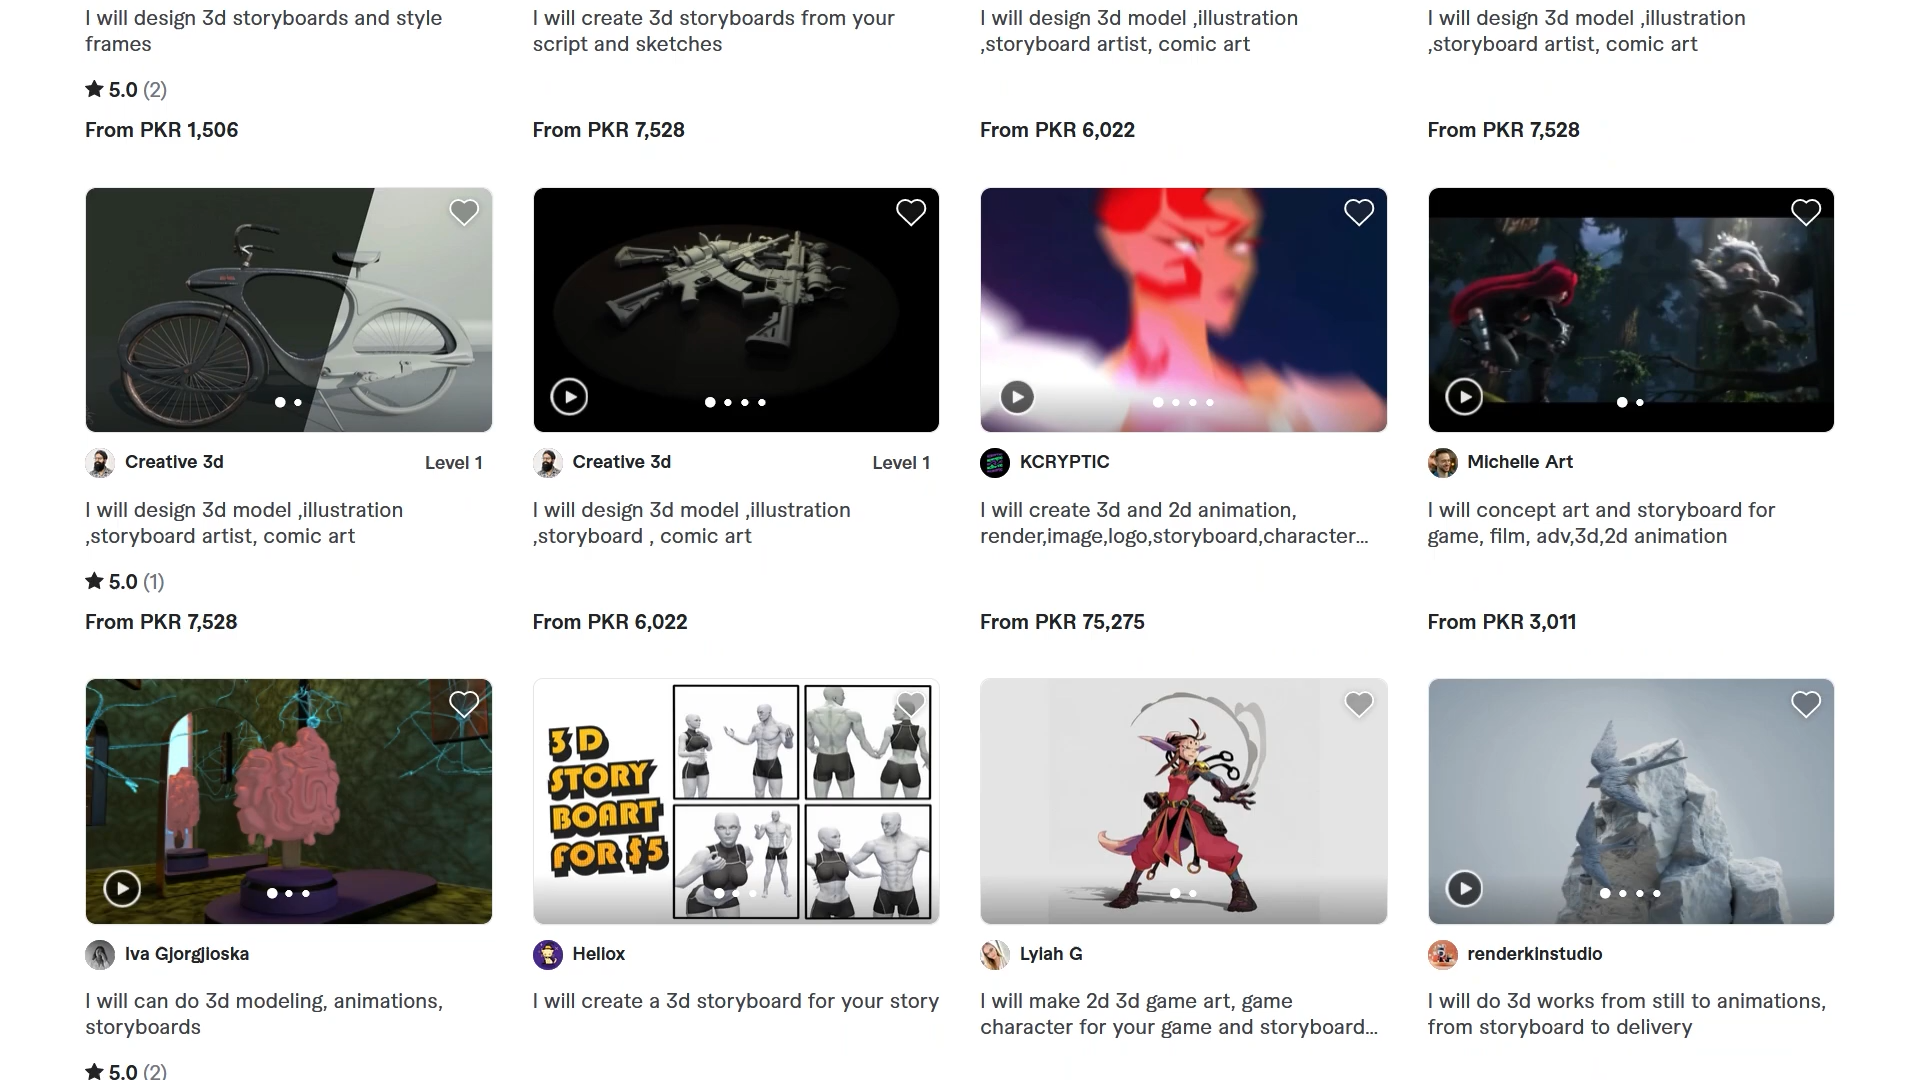 I will design 3d storyboards and style
frames
5.0 (2)
From PKR 1,506
I will create 3d storyboards from your
script and sketches
From PKR 7,528
I will design 3d model ,illustration
,storyboard artist, comic art
From PKR 6,022
I will design 3d model ,illustration
,storyboard artist, comic art
From PKR 7,528
Creative 3d
Level 1
I will design 3d model ,illustration
,storyboard artist, comic art
5.0 (1)
From PKR 7,528
Creative 3d
Level 1
I will design 3d model ,illustration
,storyboard , comic art
From PKR 6,022
KCRYPTIC
I will create 3d and 2d animation,
render,image,logo,storyboard,character...
From PKR 75,275
Michelle Art
I will concept art and storyboard for
game, film, adv,3d,2d animation
From PKR 3,011
Iva Gjorgjioska
I will can do 3d modeling, animations,
storyboards
5.0 (2)
3D
STORY
BOART
FOR $5
Heliox
I will create a 3d storyboard for your story
Lyiah G
I will make 2d 3d game art, game
character for your game and storyboard...
renderkinstudio
I will do 3d works from still to animations,
from storyboard to delivery